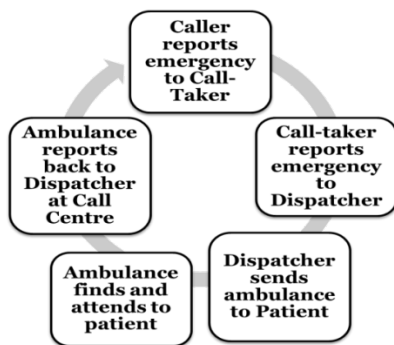 Caller
reports
emergency
to Call-
Taker
Call-taker
reports
emergency
to
Dispatcher
Dispatcher
sends
ambulance
to Patient
Ambulance
finds and
attends to
patient
Ambulance
reports
back to
Dispatcher
at Call
Centre